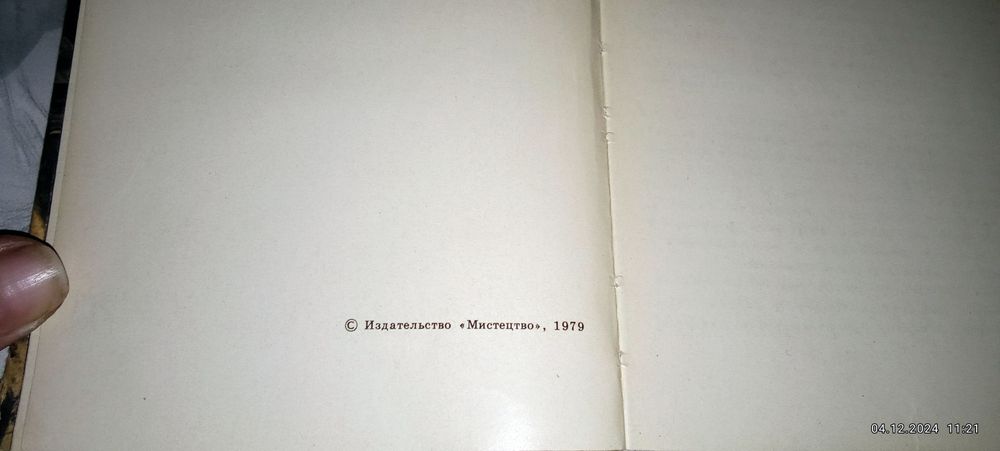 © Издательство «Мистецтво», 1979
04.12.2024 11:21